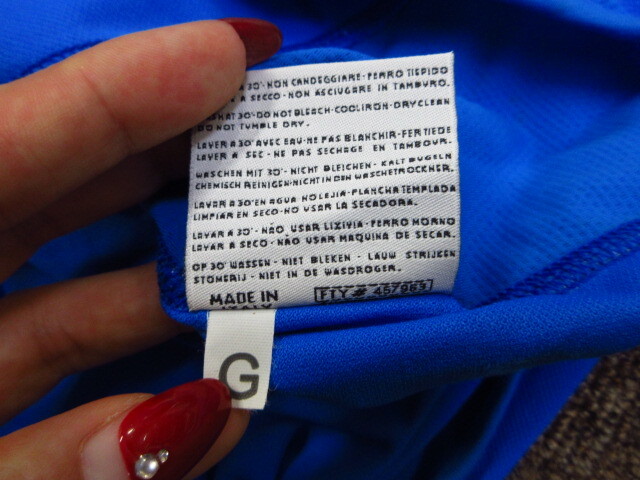 A 30°-NON CANDEGGIARE-FERRO TIEPIDO
A SECCO-NON ASCIUGARE IN TAMBURO.
AT 30°-DO NOT BLEACH-COOL IRON-DRYCLEAN
DO NOT TUMBLE DRY.
LAVER A 30°AVEC EAU-NE PAS BLANCHIR-FER TIEDE
LAVER A SEC-NE PAS SECHAGE EN TAMBOUR.
WASCHEN MIT 30°-NICHT BLEICHEN-KALT BUGELN
CHEMISCH REINIGEN-NICHT IN DEN WASCHETROCKNER.
LAVAR A 30°EN AGUA NO LEJIA-PLANCHA TEMPLADA
LIMPIAR EN SECO-NO USAR LA SECADORA.
LAVAR A 30°-NÃO USAR LIZIVIA-FERRO MORNO
LAVAR A SECO-NÃO USAR MAQUINA DE SECAR.
OP 30°WASSEN-NIET BLEKEN-LAUW STRIJKEN
STOMERIJ-NIET IN DE WASDROGER.
MADE IN FTY# 457963
ITALY
G